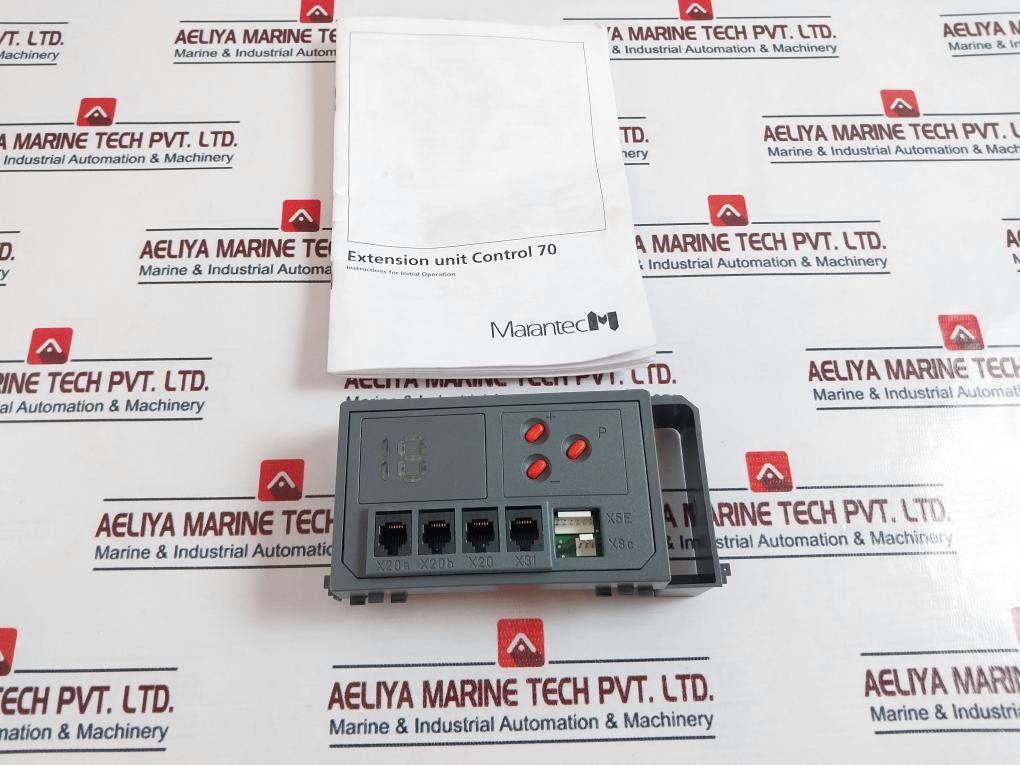 AELIYA MARINE TECH PVT. LTD.
Marine & Industrial Automation & Machinery
Extension unit Control 70
Instructions for Initial Operation
Marantec
+
P
−
18
X5E
X8c
X20a
X20b
X20
X31
AELIYA MARINE TECH PVT. LTD.
Marine & Industrial Automation & Machinery